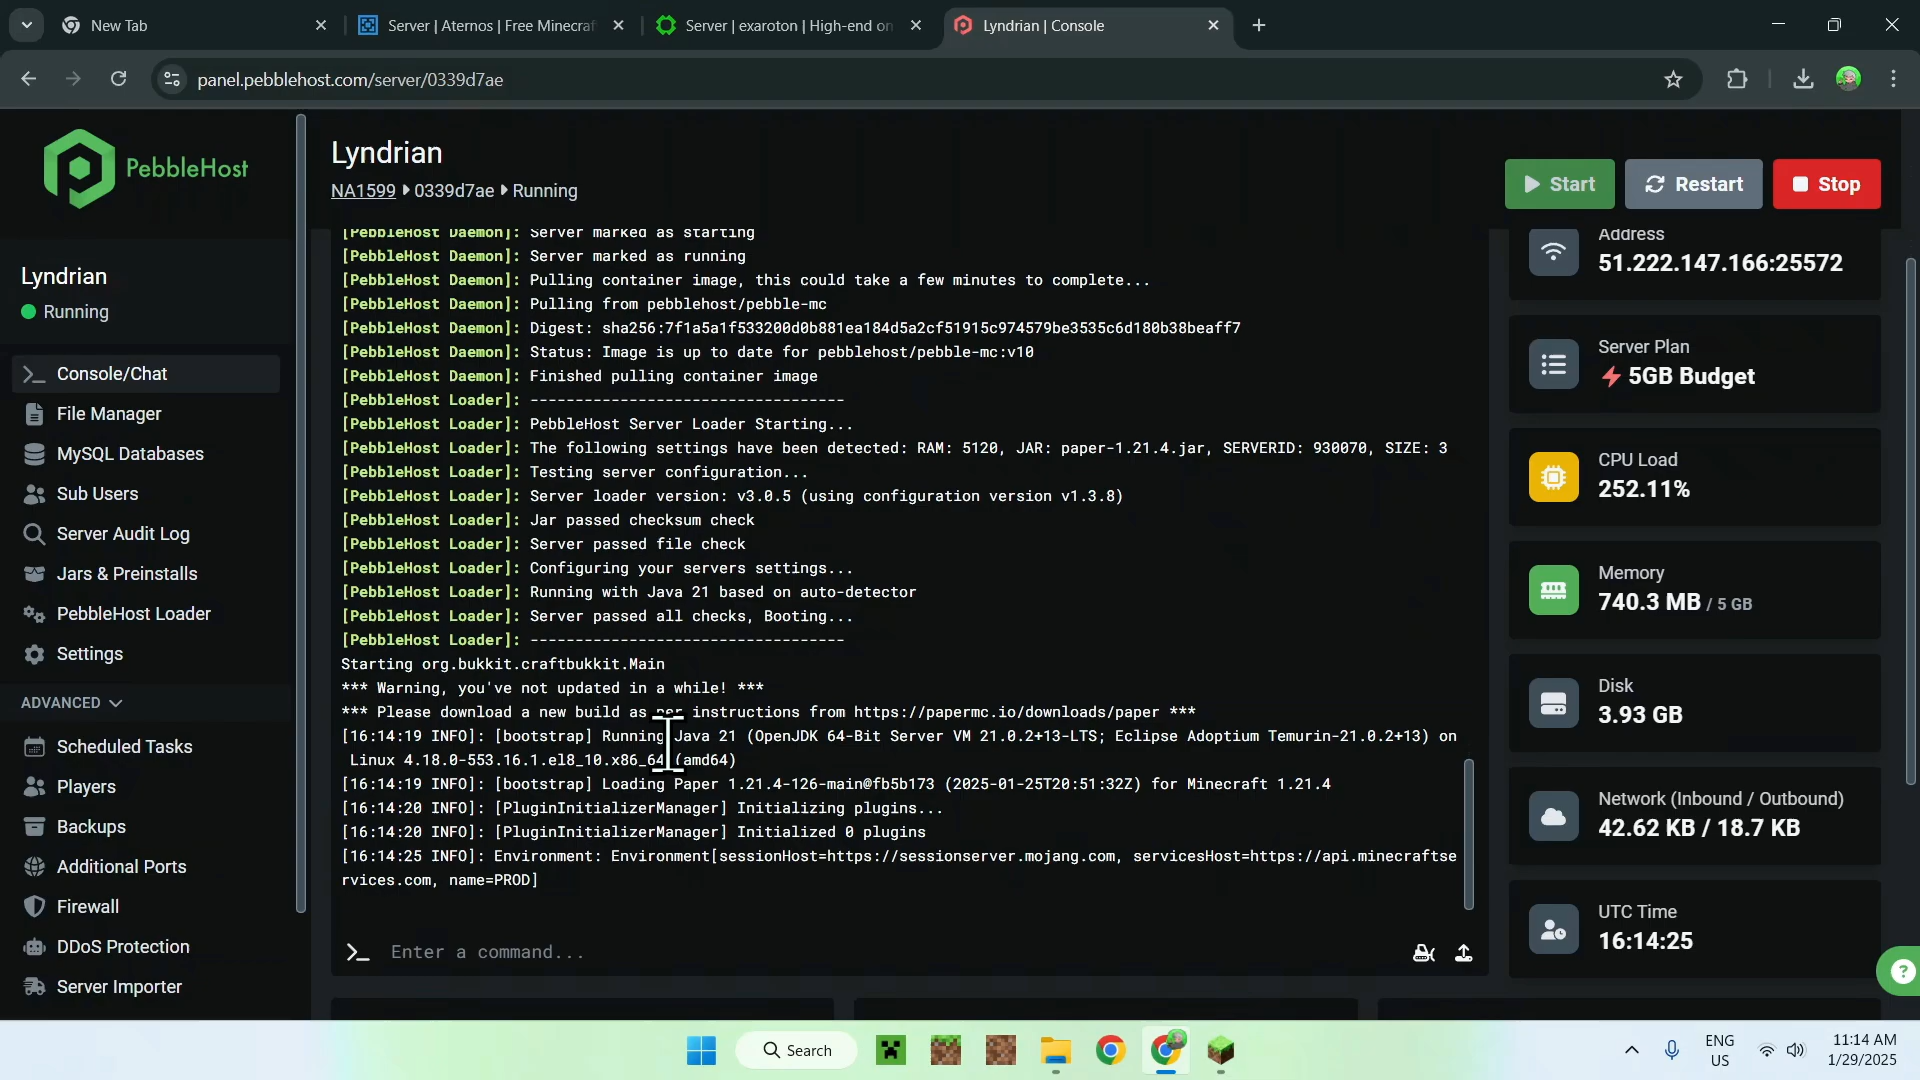 New Tab
Server | Aternos | Free Minecraf
Server | exaroton | High-end on
Lyndrian | Console
panel.pebblehost.com/server/0339d7ae
PebbleHost
Lyndrian
NA1599 0339d7ae Running
Start
Restart
Stop
Lyndrian
Running
Console/Chat
File Manager
MySQL Databases
Sub Users
Server Audit Log
Jars & Preinstalls
PebbleHost Loader
Settings
ADVANCED
Scheduled Tasks
Players
Backups
Additional Ports
Firewall
DDoS Protection
Server Importer
[PebbleHost Daemon]: Server marked as starting
[PebbleHost Daemon]: Server marked as running
[PebbleHost Daemon]: Pulling container image, this could take a few minutes to complete...
[PebbleHost Daemon]: Pulling from pebblehost/pebble-mc
[PebbleHost Daemon]: Digest: sha256:7f1a5a1f533200d0b881ea184d5a2cf51915c974579be3535c6d180b38beaff7
[PebbleHost Daemon]: Status: Image is up to date for pebblehost/pebble-mc:v10
[PebbleHost Daemon]: Finished pulling container image
[PebbleHost Loader]: -----------------------------------
[PebbleHost Loader]: PebbleHost Server Loader Starting...
[PebbleHost Loader]: The following settings have been detected: RAM: 5120, JAR: paper-1.21.4.jar, SERVERID: 930070, SIZE: 3
[PebbleHost Loader]: Testing server configuration...
[PebbleHost Loader]: Server loader version: v3.0.5 (using configuration version v1.3.8)
[PebbleHost Loader]: Jar passed checksum check
[PebbleHost Loader]: Server passed file check
[PebbleHost Loader]: Configuring your servers settings...
[PebbleHost Loader]: Running with Java 21 based on auto-detector
[PebbleHost Loader]: Server passed all checks, Booting...
[PebbleHost Loader]: -----------------------------------
Starting org.bukkit.craftbukkit.Main
*** Warning, you've not updated in a while! ***
*** Please download a new build as per instructions from https://papermc.io/downloads/paper ***
[16:14:19 INFO]: [bootstrap] Running Java 21 (OpenJDK 64-Bit Server VM 21.0.2+13-LTS; Eclipse Adoptium Temurin-21.0.2+13) on
Linux 4.18.0-553.16.1.el8_10.x86_64 (amd64)
[16:14:19 INFO]: [bootstrap] Loading Paper 1.21.4-126-main@fb5b173 (2025-01-25T20:51:32Z) for Minecraft 1.21.4
[16:14:20 INFO]: [PluginInitializerManager] Initializing plugins...
[16:14:20 INFO]: [PluginInitializerManager] Initialized 0 plugins
[16:14:25 INFO]: Environment: Environment[sessionHost=https://sessionserver.mojang.com, servicesHost=https://api.minecraftse
rvices.com, name=PROD]
Enter a command...
Address
51.222.147.166:25572
Server Plan
5GB Budget
CPU Load
252.11%
Memory
740.3 MB / 5 GB
Disk
3.93 GB
Network (Inbound / Outbound)
42.62 KB / 18.7 KB
UTC Time
16:14:25
?
Search
ENG
US
11:14 AM
1/29/2025